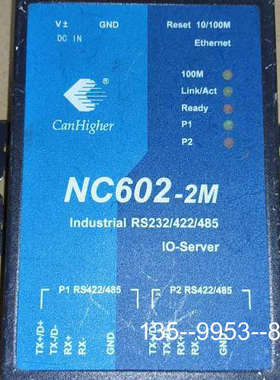 V± GND Reset 10/100M
DC IN Ethernet
100M
Link/Act
CanHigher Ready
P1
P2
NC602-2M
Industrial RS232/422/485
IO-Server
P1 RS422/485 P2 RS422/485
TX+/D+ TX-/D- RX+ RX- GND GND
135--9953--8